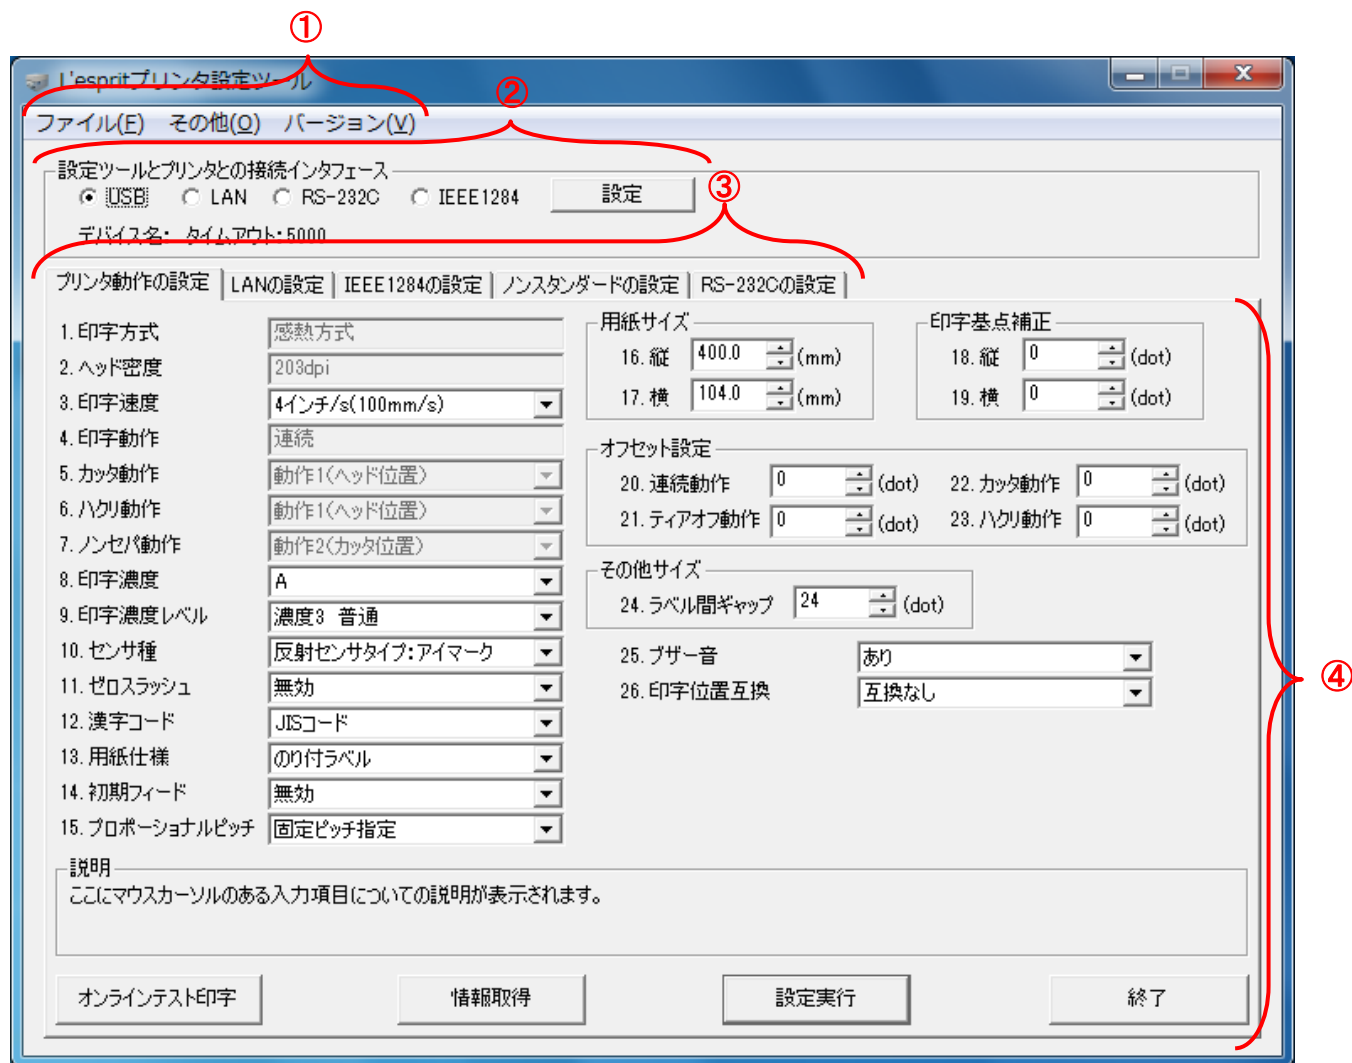 ①
L'espritプリンタ設定ツール
②
ファイル(F) その他(O) バージョン(V)
設定ツールとプリンタとの接続インタフェース
③
USB LAN RS-232C IEEE1284 設定
デバイス名: タイムアウト:5000
プリンタ動作の設定 LANの設定 IEEE1284の設定 ノンスタンダードの設定 RS-232Cの設定
1.印字方式 感熱方式
2.ヘッド密度 203dpi
3.印字速度 4インチ/s(100mm/s)
4.印字動作 連続
5.カッタ動作 動作1(ヘッド位置)
6.ハクリ動作 動作1(ヘッド位置)
7.ノンセパ動作 動作2(カッタ位置)
8.印字濃度 A
9.印字濃度レベル 濃度3 普通
10.センサ種 反射センサタイプ:アイマーク
11.ゼロスラッシュ 無効
12.漢字コード JISコード
13.用紙仕様 のり付ラベル
14.初期フィード 無効
15.プロポーショナルピッチ 固定ピッチ指定
用紙サイズ
16.縦 400.0 (mm)
17.横 104.0 (mm)
印字基点補正
18.縦 0 (dot)
19.横 0 (dot)
オフセット設定
20.連続動作 0 (dot) 22.カッタ動作 0 (dot)
21.ティアオフ動作 0 (dot) 23.ハクリ動作 0 (dot)
その他サイズ
24.ラベル間ギャップ 24 (dot)
25.ブザー音 あり
26.印字位置互換 互換なし
④
説明
ここにマウスカーソルのある入力項目についての説明が表示されます。
オンラインテスト印字 情報取得 設定実行 終了